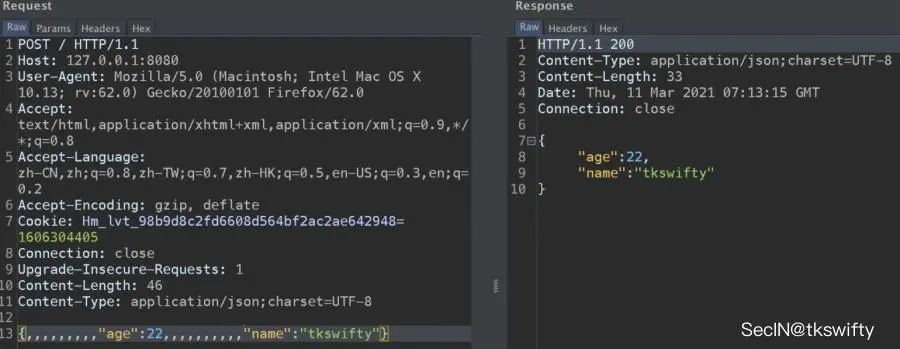 Request
Raw Params Headers Hex
1 POST / HTTP/1.1
2 Host: 127.0.0.1:8080
3 User-Agent: Mozilla/5.0 (Macintosh; Intel Mac OS X
10.13; rv:62.0) Gecko/20100101 Firefox/62.0
4 Accept:
text/html,application/xhtml+xml,application/xml;q=0.9,*/
*;q=0.8
5 Accept-Language:
zh-CN,zh;q=0.8,zh-TW;q=0.7,zh-HK;q=0.5,en-US;q=0.3,en;q=
0.2
6 Accept-Encoding: gzip, deflate
7 Cookie: Hm_lvt_98b9d8c2fd6608d564bf2ac2ae642948=
1606304405
8 Connection: close
9 Upgrade-Insecure-Requests: 1
10 Content-Length: 46
11 Content-Type: application/json;charset=UTF-8
12
13 {,,,,,,,,,"age":22,,,,,,,,,,"name":"tkswifty"}
Response
Raw Headers Hex
1 HTTP/1.1 200
2 Content-Type: application/json;charset=UTF-8
3 Content-Length: 33
4 Date: Thu, 11 Mar 2021 07:13:15 GMT
5 Connection: close
6
7 {
8 "age":22,
9 "name":"tkswifty"
10 }
SecIN@tkswifty